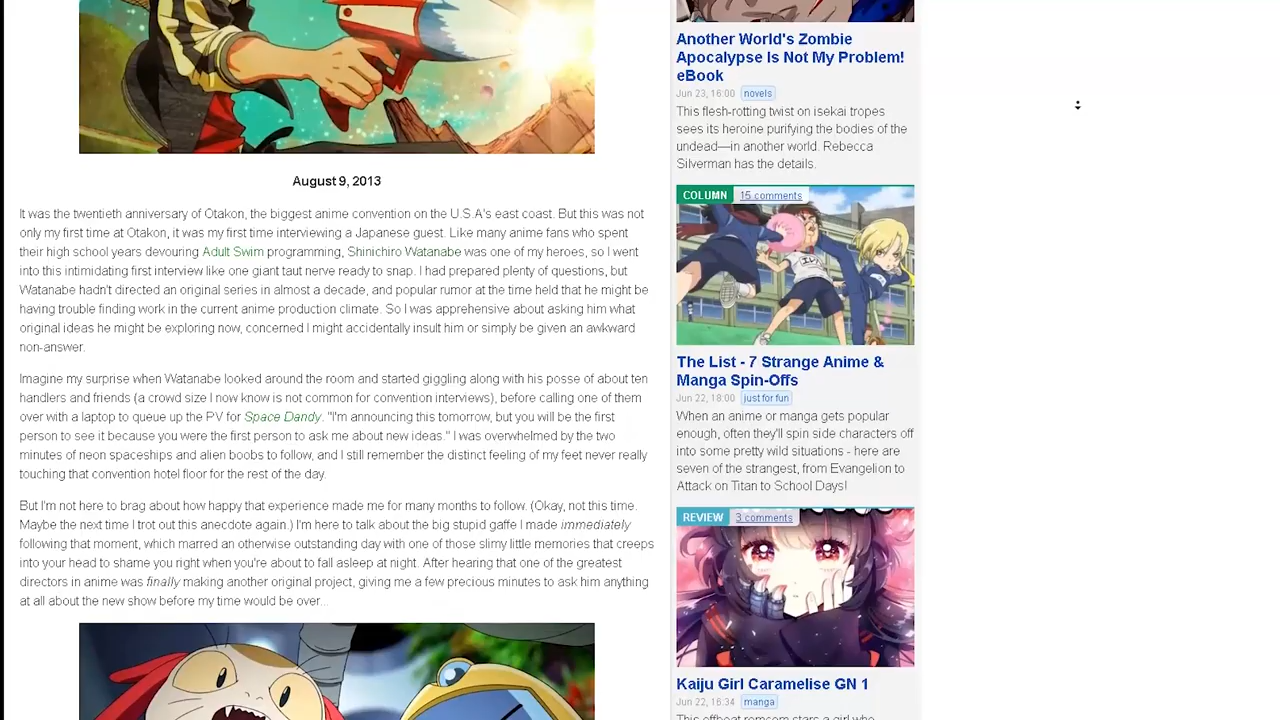 August 9, 2013
It was the twentieth anniversary of Otakon, the biggest anime convention on the U.S.A's east coast. But this was not
only my first time at Otakon, it was my first time interviewing a Japanese guest. Like many anime fans who spent
their high school years devouring Adult Swim programming, Shinichiro Watanabe was one of my heroes, so I went
into this intimidating first interview like one giant taut nerve ready to snap. I had prepared plenty of questions, but
Watanabe hadn't directed an original series in almost a decade, and popular rumor at the time held that he might be
having trouble finding work in the current anime production climate. So I was apprehensive about asking him what
original ideas he might be exploring now, concerned I might accidentally insult him or simply be given an awkward
non-answer.
Imagine my surprise when Watanabe looked around the room and started giggling along with his posse of about ten
handlers and friends (a crowd size I now know is not common for convention interviews), before calling one of them
over with a laptop to queue up the PV for Space Dandy. "I'm announcing this tomorrow, but you will be the first
person to see it because you were the first person to ask me about new ideas." I was overwhelmed by the two
minutes of neon spaceships and alien boobs to follow, and I still remember the distinct feeling of my feet never really
touching that convention hotel floor for the rest of the day.
But I'm not here to brag about how happy that experience made me for many months to follow. (Okay, not this time.
Maybe the next time I trot out this anecdote again.) I'm here to talk about the big stupid gaffe I made immediately
following that moment, which marred an otherwise outstanding day with one of those slimy little memories that creeps
into your head to shame you right when you're about to fall asleep at night. After hearing that one of the greatest
directors in anime was finally making another original project, giving me a few precious minutes to ask him anything
at all about the new show before my time would be over...
Another World's Zombie
Apocalypse Is Not My Problem!
eBook
Jun 23, 16:00 novels
This flesh-rotting twist on isekai tropes
sees its heroine purifying the bodies of the
undead—in another world. Rebecca
Silverman has the details.
COLUMN 15 comments
The List - 7 Strange Anime &
Manga Spin-Offs
Jun 22, 18:00 just for fun
When an anime or manga gets popular
enough, often they'll spin side characters off
into some pretty wild situations - here are
seven of the strangest, from Evangelion to
Attack on Titan to School Days!
REVIEW 3 comments
Kaiju Girl Caramelise GN 1
Jun 22, 16:34 manga
This offbeat romcom stars a girl who